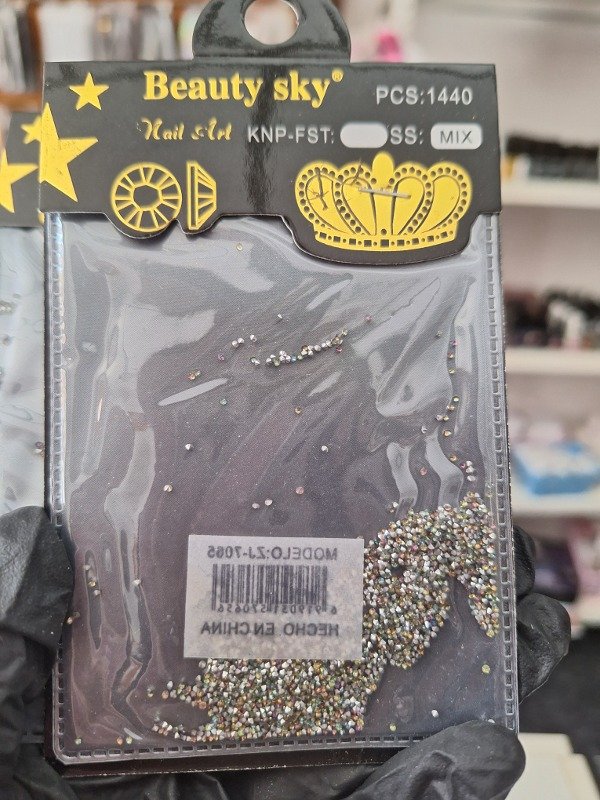 Beauty sky®
PCS:1440
Nail Art KNP-FST: SS: MIX
MODELO:ZJ-7065
HECHO EN CHINA